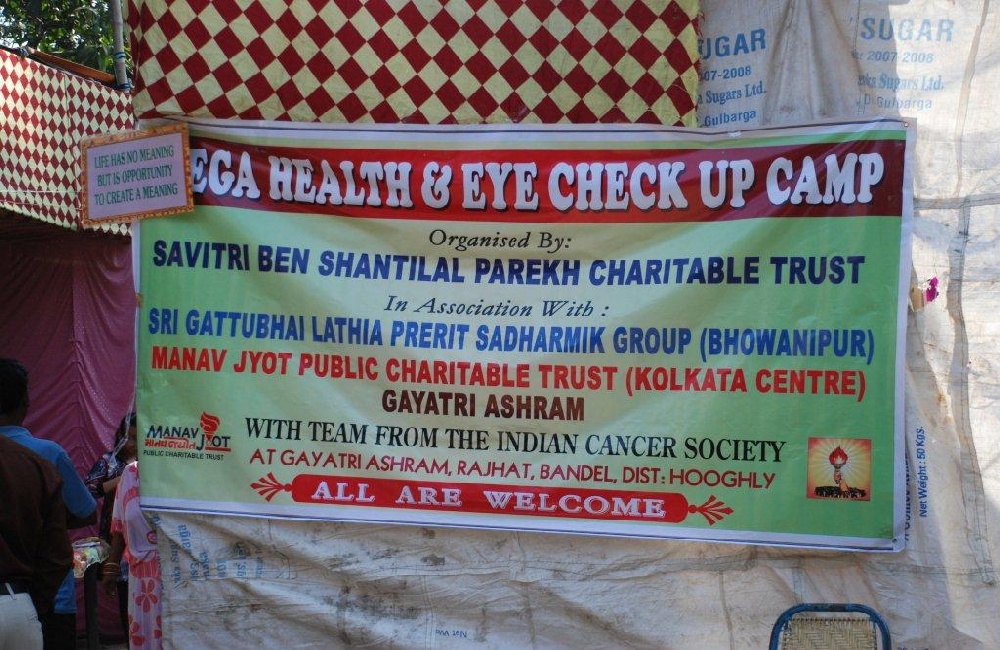 SUGAR
2007-2008
ks Sugars Ltd.
Gulbarga
UGAR
007-2008
Sugars Ltd.
Gulbarga
LIFE HAS NO MEANING
BUT IS OPPORTUNITY
TO CREATE A MEANING
EGA HEALTH & EYE CHECK UP CAMP
Organised By:
SAVITRI BEN SHANTILAL PAREKH CHARITABLE TRUST
In Association With :
SRI GATTUBHAI LATHIA PRERIT SADHARMIK GROUP (BHOWANIPUR)
MANAV JYOT PUBLIC CHARITABLE TRUST (KOLKATA CENTRE)
GAYATRI ASHRAM
WITH TEAM FROM THE INDIAN CANCER SOCIETY
AT GAYATRI ASHRAM, RAJHAT, BANDEL, DIST: HOOGHLY
ALL ARE WELCOME
MANAV JYOT
માનવજ્યોત
PUBLIC CHARITABLE TRUST
Net Weight: 50 Kgs.